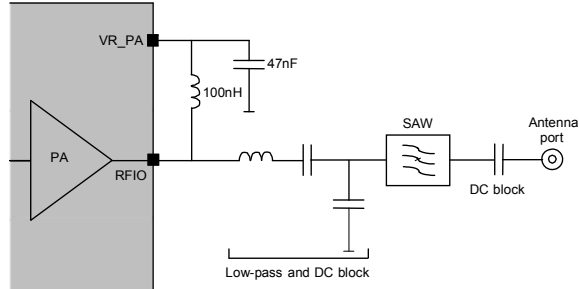 VR_PA
47nF
100nH
SAW
Antenna
port
PA
RFIO
DC block
Low-pass and DC block